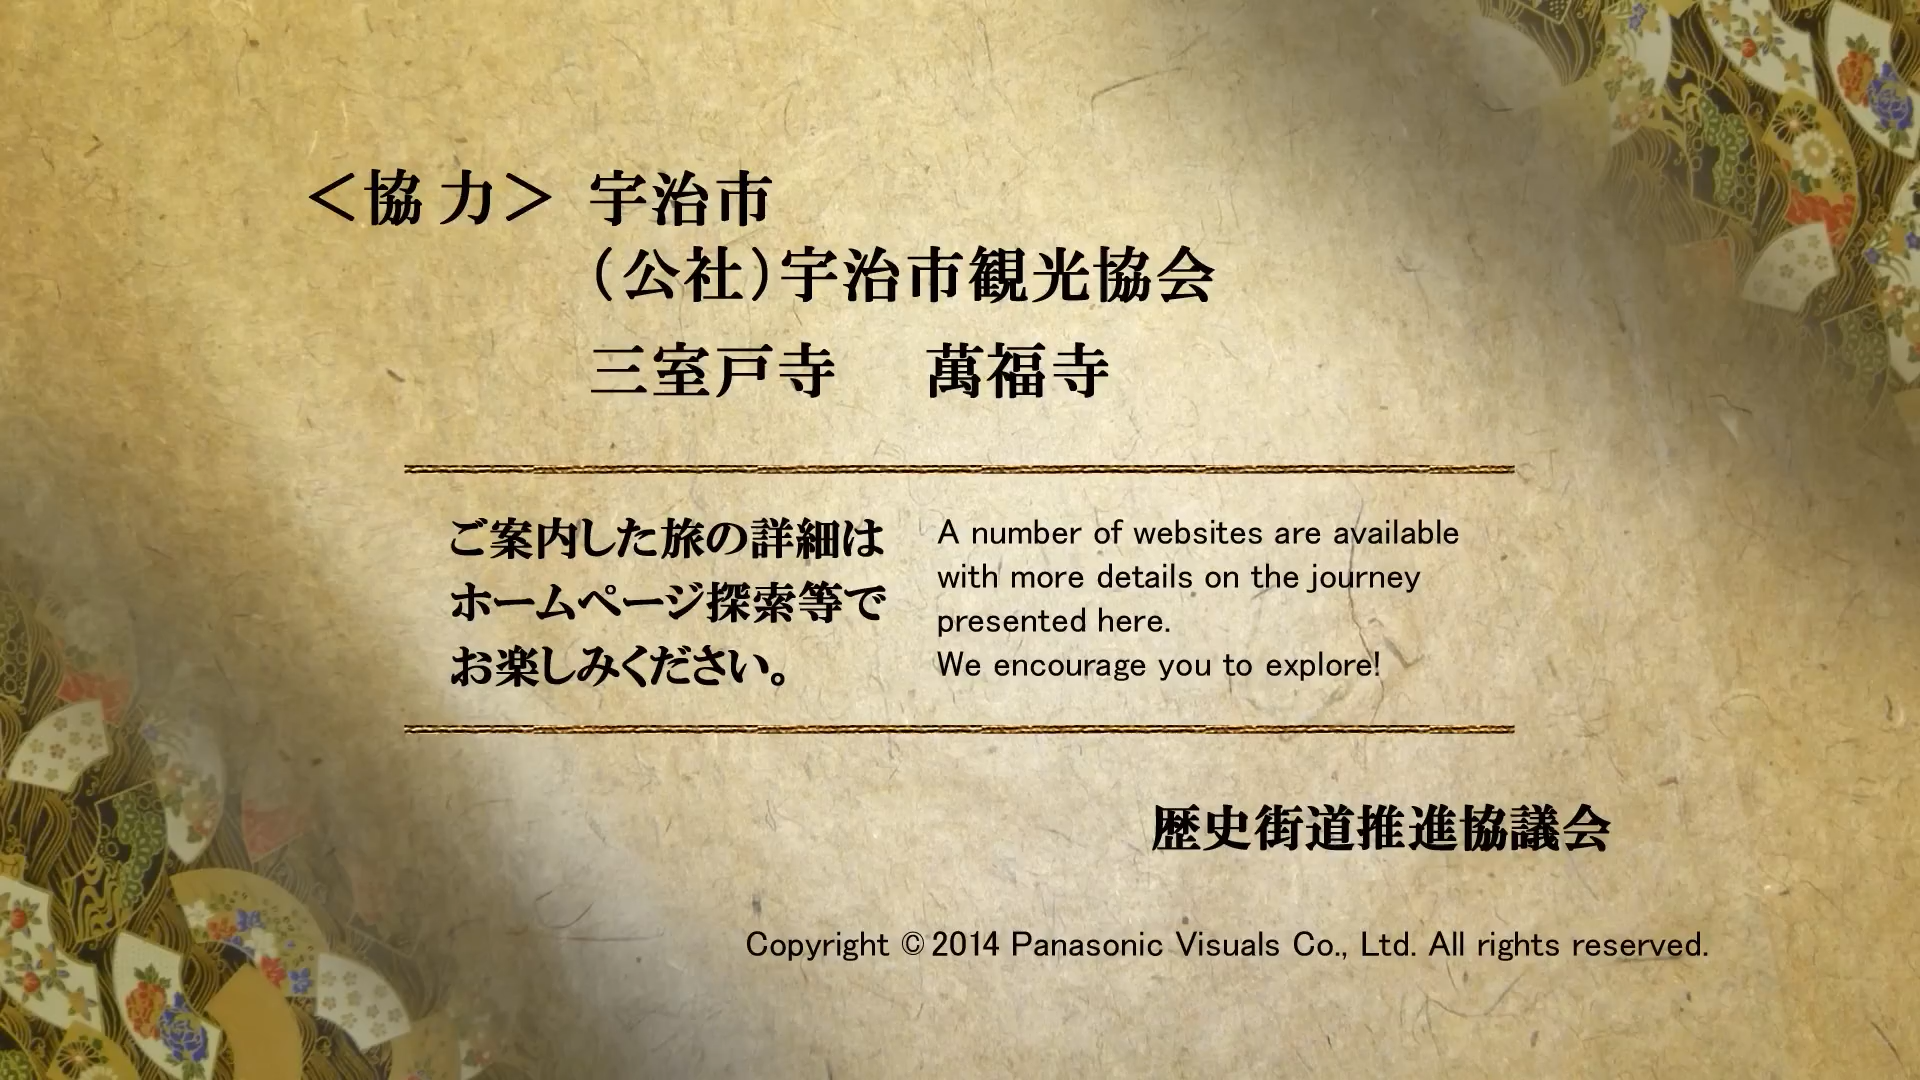 ＜協 力＞ 宇治市
（公社）宇治市観光協会
三室戸寺　萬福寺
ご案内した旅の詳細は
ホームページ探索等で
お楽しみください。
A number of websites are available
with more details on the journey
presented here.
We encourage you to explore!
歴史街道推進協議会
Copyright © 2014 Panasonic Visuals Co., Ltd. All rights reserved.